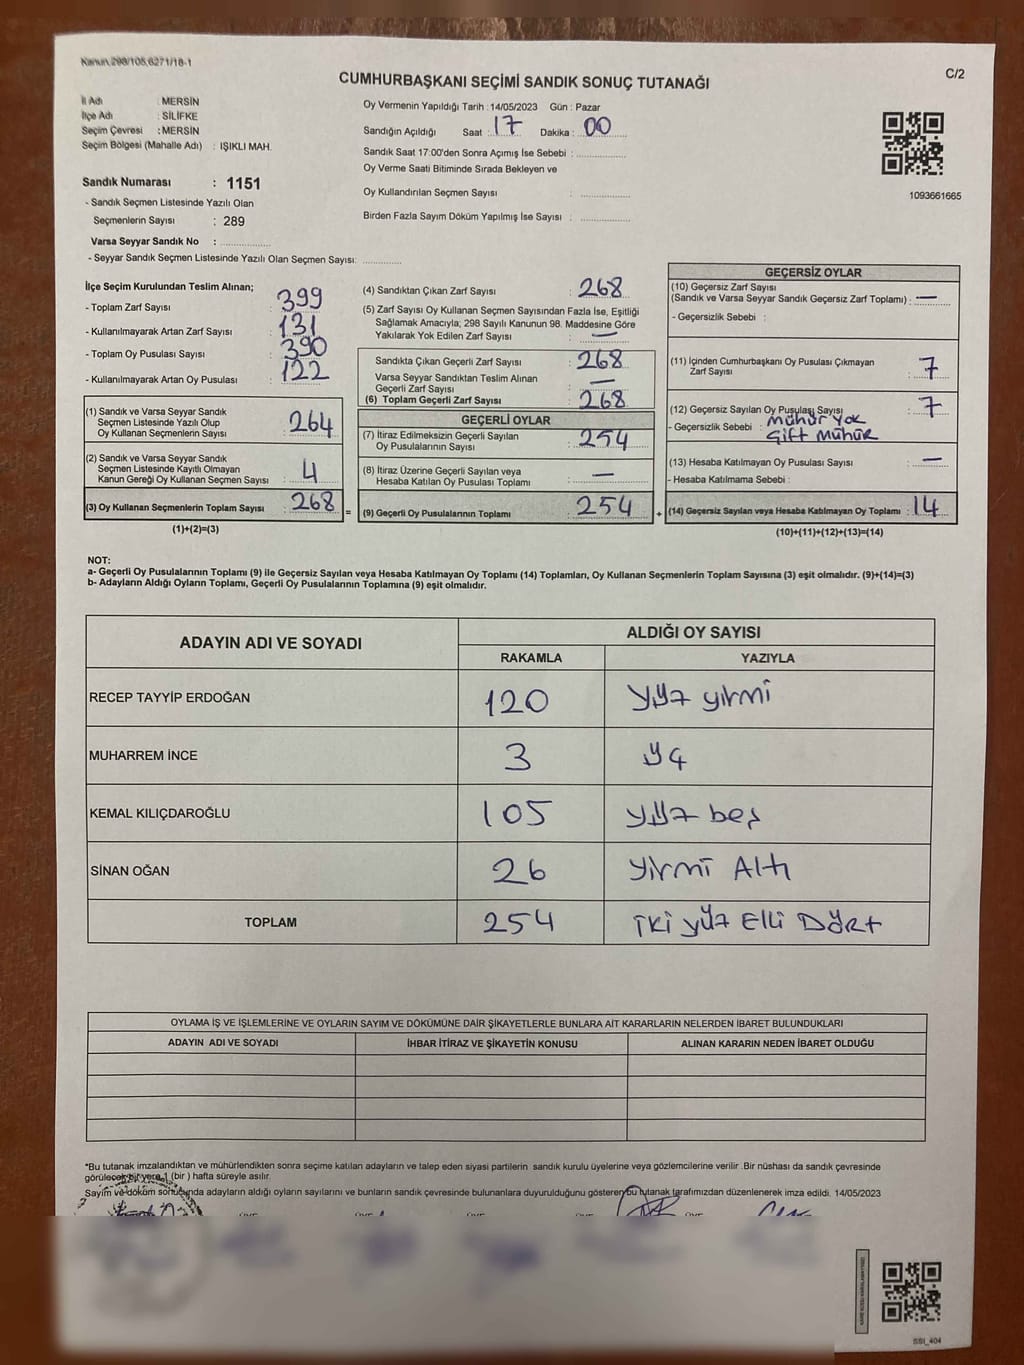 Kanun.298/105,6271/18-1
C/2
CUMHURBAŞKANI SEÇİMİ SANDIK SONUÇ TUTANAĞI
İl Adı : MERSİN
İlçe Adı : SİLİFKE
Seçim Çevresi : MERSİN
Seçim Bölgesi (Mahalle Adı) : IŞIKLI MAH.
Sandık Numarası : 1151
- Sandık Seçmen Listesinde Yazılı Olan
Seçmenlerin Sayısı : 289
Varsa Seyyar Sandık No : ................
- Seyyar Sandık Seçmen Listesinde Yazılı Olan Seçmen Sayısı: ............
Oy Vermenin Yapıldığı Tarih : 14/05/2023 Gün : Pazar
Sandığın Açıldığı Saat : 17 Dakika : 00
Sandık Saat 17:00'den Sonra Açımış İse Sebebi : ................
Oy Verme Saati Bitiminde Sırada Bekleyen ve
Oy Kullandırılan Seçmen Sayısı : ................
Birden Fazla Sayım Döküm Yapılmış İse Sayısı : ................
1093661665
İlçe Seçim Kurulundan Teslim Alınan;
- Toplam Zarf Sayısı : 399
- Kullanılmayarak Artan Zarf Sayısı : 131
- Toplam Oy Pusulası Sayısı : 390
- Kullanılmayarak Artan Oy Pusulası : 122
(1) Sandık ve Varsa Seyyar Sandık
Seçmen Listesinde Yazılı Olup
Oy Kullanan Seçmenlerin Sayısı : 264
(2) Sandık ve Varsa Seyyar Sandık
Seçmen Listesinde Kayıtlı Olmayan
Kanun Gereği Oy Kullanan Seçmen Sayısı : 4
(3) Oy Kullanan Seçmenlerin Toplam Sayısı : 268
(1)+(2)=(3)
=
(4) Sandıktan Çıkan Zarf Sayısı : 268
(5) Zarf Sayısı Oy Kullanan Seçmen Sayısından Fazla İse, Eşitliği
Sağlamak Amacıyla; 298 Sayılı Kanunun 98. Maddesine Göre
Yakılarak Yok Edilen Zarf Sayısı : —
Sandıkta Çıkan Geçerli Zarf Sayısı : 268
Varsa Seyyar Sandıktan Teslim Alınan
Geçerli Zarf Sayısı : —
(6) Toplam Geçerli Zarf Sayısı : 268
GEÇERLİ OYLAR
(7) İtiraz Edilmeksizin Geçerli Sayılan
Oy Pusulalarının Sayısı : 254
(8) İtiraz Üzerine Geçerli Sayılan veya
Hesaba Katılan Oy Pusulası Toplamı : —
(9) Geçerli Oy Pusulalarının Toplamı : 254
+
GEÇERSİZ OYLAR
(10) Geçersiz Zarf Sayısı
(Sandık ve Varsa Seyyar Sandık Geçersiz Zarf Toplamı) : —
- Geçersizlik Sebebi :
(11) İçinden Cumhurbaşkanı Oy Pusulası Çıkmayan
Zarf Sayısı : 7
(12) Geçersiz Sayılan Oy Pusulası Sayısı : 7
- Geçersizlik Sebebi : Mühür Yok
Çift Mühür
(13) Hesaba Katılmayan Oy Pusulası Sayısı : —
- Hesaba Katılmama Sebebi :
(14) Geçersiz Sayılan veya Hesaba Katılmayan Oy Toplamı : 14
(10)+(11)+(12)+(13)=(14)
NOT:
a- Geçerli Oy Pusulalarının Toplamı (9) ile Geçersiz Sayılan veya Hesaba Katılmayan Oy Toplamı (14) Toplamları, Oy Kullanan Seçmenlerin Toplam Sayısına (3) eşit olmalıdır. (9)+(14)=(3)
b- Adayların Aldığı Oyların Toplamı, Geçerli Oy Pusulalarının Toplamına (9) eşit olmalıdır.
ADAYIN ADI VE SOYADI ALDIĞI OY SAYISI
RAKAMLA YAZIYLA
RECEP TAYYİP ERDOĞAN 120 yüz yirmi
MUHARREM İNCE 3 üç
KEMAL KILIÇDAROĞLU 105 yüz beş
SİNAN OĞAN 26 yirmi Altı
TOPLAM 254 iki yüz Elli Dört
OYLAMA İŞ VE İŞLEMLERİNE VE OYLARIN SAYIM VE DÖKÜMÜNE DAİR ŞİKAYETLERLE BUNLARA AİT KARARLARIN NELERDEN İBARET BULUNDUKLARI
ADAYIN ADI VE SOYADI İHBAR İTİRAZ VE ŞİKAYETİN KONUSU ALINAN KARARIN NEDEN İBARET OLDUĞU
*Bu tutanak imzalandıktan ve mühürlendikten sonra seçime katılan adayların ve talep eden siyasi partilerin sandık kurulu üyelerine veya gözlemcilerine verilir .Bir nüshası da sandık çevresinde
görülecek bir yere 1 (bir ) hafta süreyle asılır.
Sayım ve döküm sonucunda adayların aldığı oyların sayılarını ve bunların sandık çevresinde bulunanlara duyurulduğunu gösteren bu tutanak tarafımızdan düzenlenerek imza edildi. 14/05/2023
SSI_404